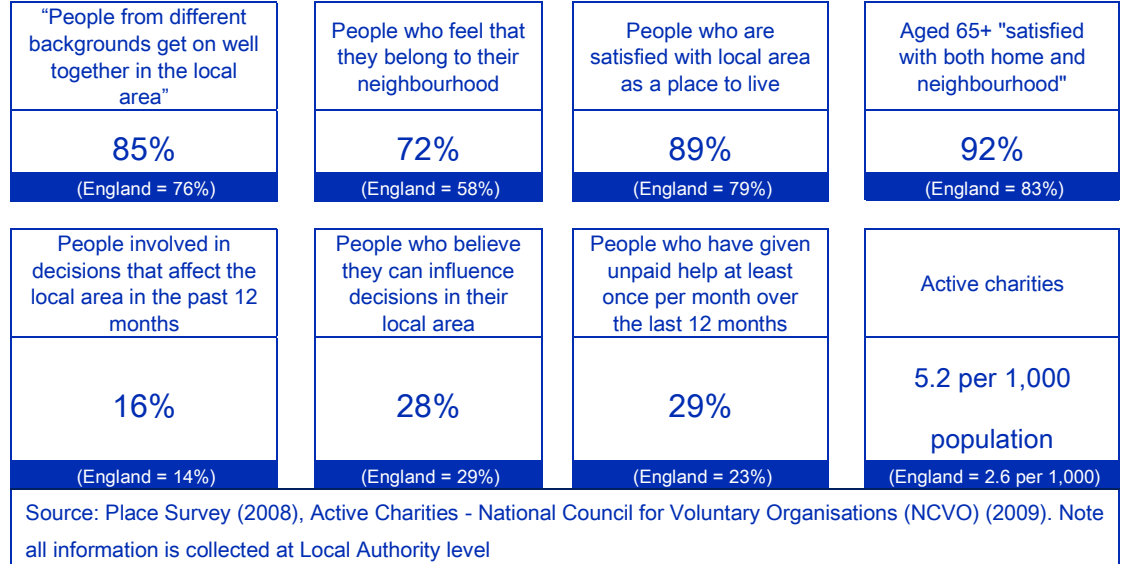 “People from different
backgrounds get on well
together in the local
area”
85%
(England = 76%)
People who feel that
they belong to their
neighbourhood
72%
(England = 58%)
People who are
satisfied with local area
as a place to live
89%
(England = 79%)
Aged 65+ "satisfied
with both home and
neighbourhood"
92%
(England = 83%)
People involved in
decisions that affect the
local area in the past 12
months
16%
(England = 14%)
People who believe
they can influence
decisions in their
local area
28%
(England = 29%)
People who have given
unpaid help at least
once per month over
the last 12 months
29%
(England = 23%)
Active charities
5.2 per 1,000
population
(England = 2.6 per 1,000)
Source: Place Survey (2008), Active Charities - National Council for Voluntary Organisations (NCVO) (2009). Note
all information is collected at Local Authority level